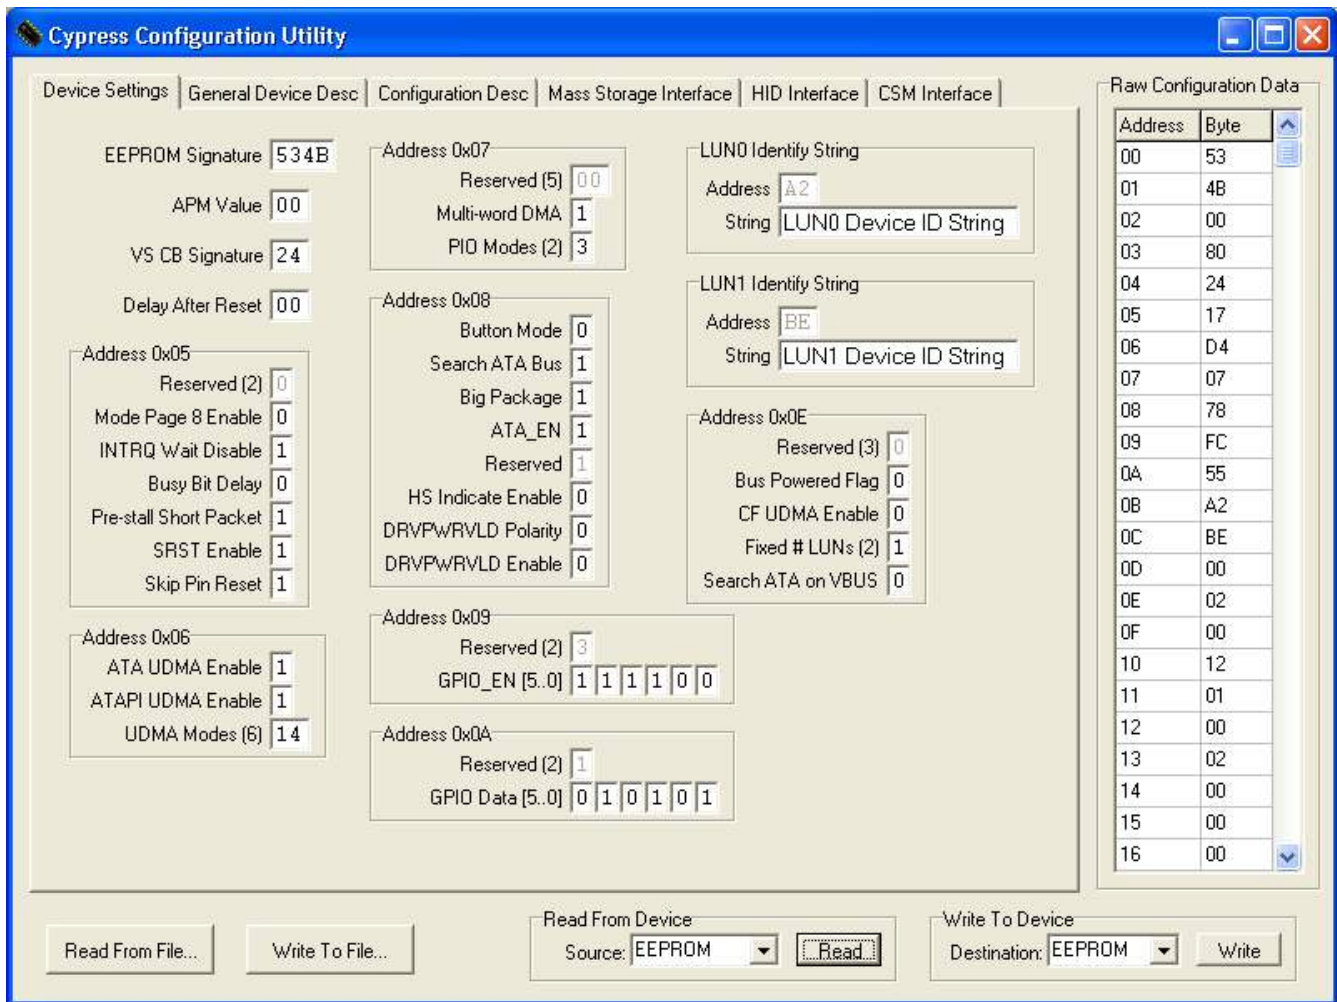 Cypress Configuration Utility
Device Settings General Device Desc Configuration Desc Mass Storage Interface HID Interface CSM Interface
EEPROM Signature 534B
APM Value 00
VS CB Signature 24
Delay After Reset 00
Address 0x05
Reserved (2) 0
Mode Page 8 Enable 0
INTRQ Wait Disable 1
Busy Bit Delay 0
Pre-stall Short Packet 1
SRST Enable 1
Skip Pin Reset 1
Address 0x06
ATA UDMA Enable 1
ATAPI UDMA Enable 1
UDMA Modes (6) 14
Address 0x07
Reserved (5) 00
Multi-word DMA 1
PIO Modes (2) 3
Address 0x08
Button Mode 0
Search ATA Bus 1
Big Package 1
ATA_EN 1
Reserved 1
HS Indicate Enable 0
DRVPWRVLD Polarity 0
DRVPWRVLD Enable 0
Address 0x09
Reserved (2) 3
GPIO_EN [5..0] 1 1 1 1 0 0
Address 0x0A
Reserved (2) 1
GPIO Data [5..0] 0 1 0 1 0 1
LUN0 Identify String
Address A2
String LUN0 Device ID String
LUN1 Identify String
Address BE
String LUN1 Device ID String
Address 0x0E
Reserved (3) 0
Bus Powered Flag 0
CF UDMA Enable 0
Fixed # LUNs (2) 1
Search ATA on VBUS 0
Raw Configuration Data
Address Byte
00 53
01 4B
02 00
03 80
04 24
05 17
06 D4
07 07
08 78
09 FC
0A 55
0B A2
0C BE
0D 00
0E 02
0F 00
10 12
11 01
12 00
13 02
14 00
15 00
16 00
Read From File... Write To File...
Read From Device
Source: EEPROM Read
Write To Device
Destination: EEPROM Write